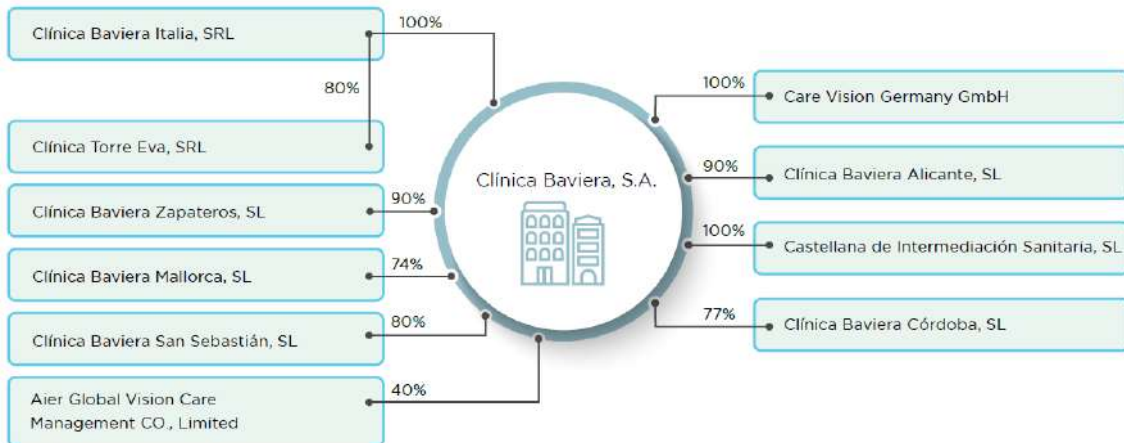 100%
Clínica Baviera Italia, SRL
80%
Clínica Torre Eva, SRL
90%
Clínica Baviera Zapateros, SL
74%
Clínica Baviera Mallorca, SL
80%
Clínica Baviera San Sebastián, SL
40%
Aier Global Vision Care
Management CO., Limited
Clínica Baviera, S.A.
100%
Care Vision Germany GmbH
90%
Clínica Baviera Alicante, SL
100%
Castellana de Intermediación Sanitaria, SL
77%
Clínica Baviera Córdoba, SL